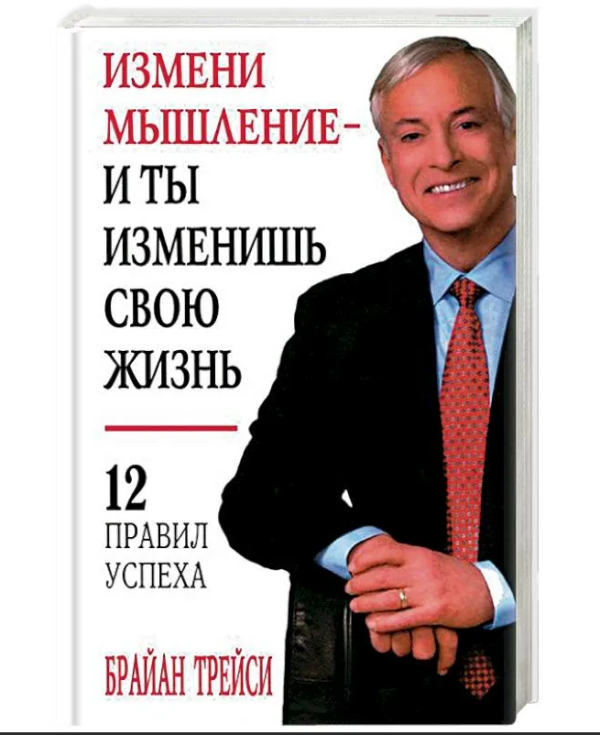 ИЗМЕНИ
МЫШЛЕНИЕ-
И ТЫ
ИЗМЕНИШЬ
СВОЮ
ЖИЗНЬ
12
ПРАВИЛ
УСПЕХА
БРАЙАН ТРЕЙСИ